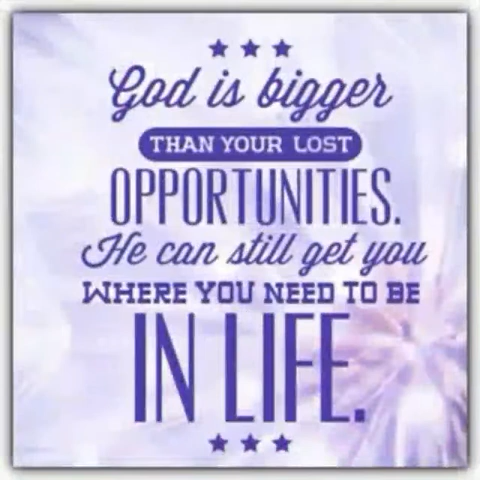 God is bigger
THAN YOUR LOST
OPPORTUNITIES.
He can still get you
WHERE YOU NEED TO BE
IN LIFE.